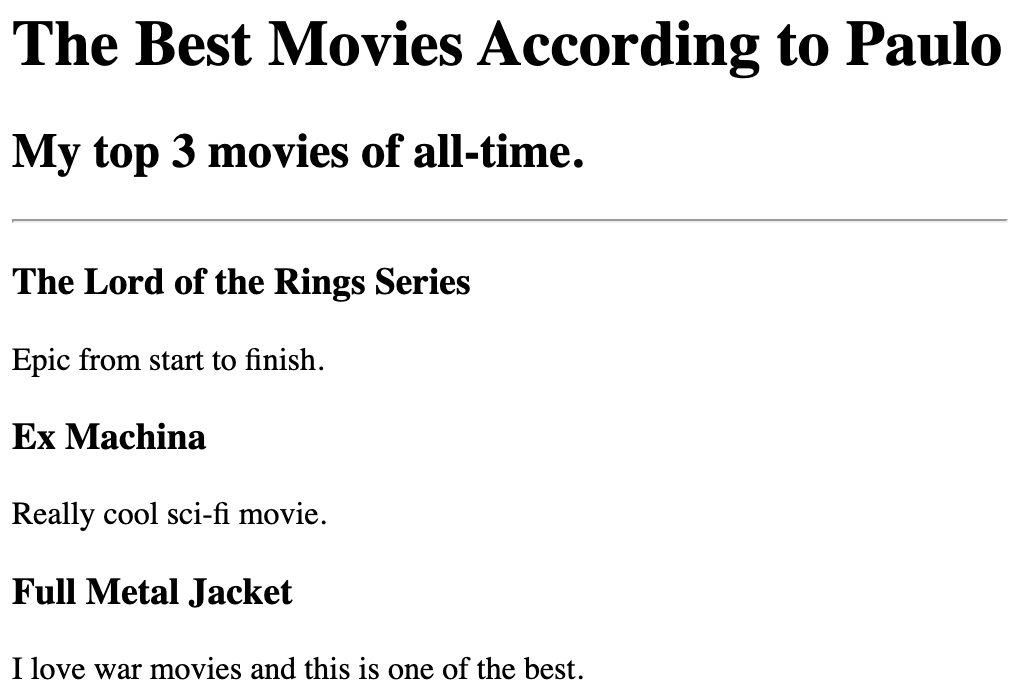 The Best Movies According to Paulo
My top 3 movies of all-time.
The Lord of the Rings Series
Epic from start to finish.
Ex Machina
Really cool sci-fi movie.
Full Metal Jacket
I love war movies and this is one of the best.